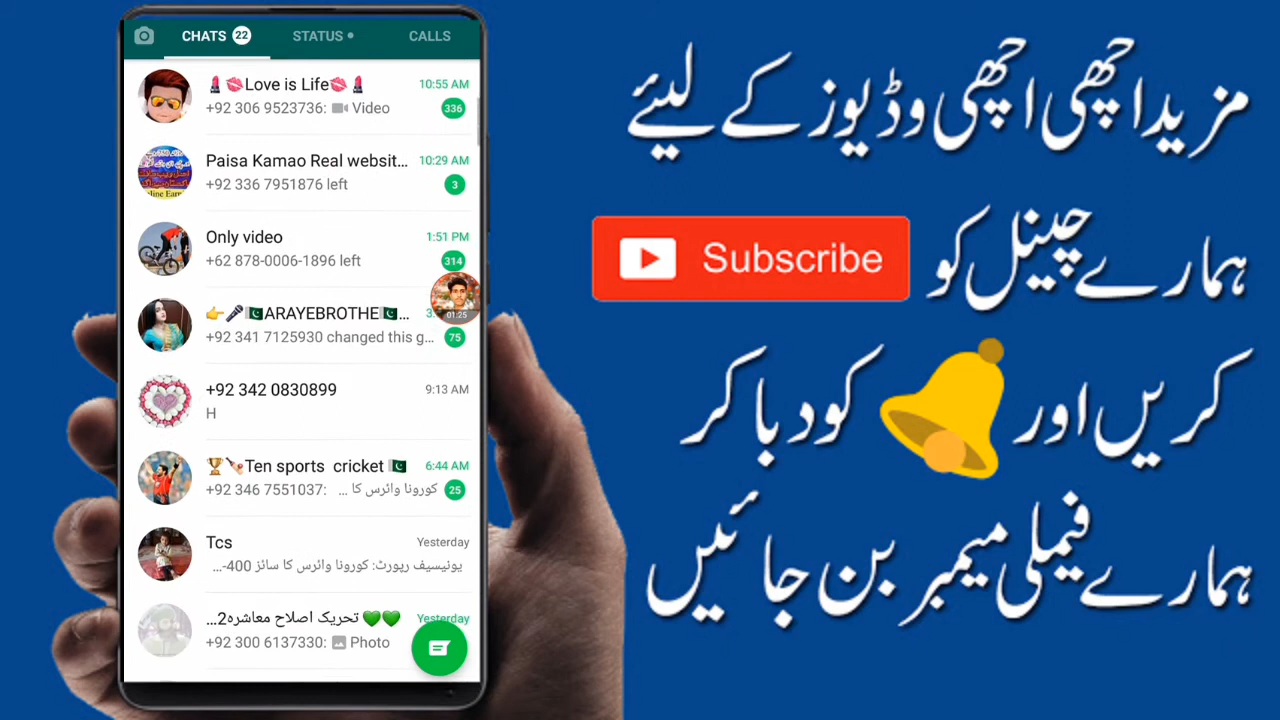 CHATS 22 STATUS CALLS
💄💋Love is Life💋💄 10:55 AM
+92 306 9523736: Video 336
Paisa Kamao Real websit... 10:29 AM
+92 336 7951876 left 3
Only video 1:51 PM
+62 878-0006-1896 left 314
👉🎤🇵🇰ARAYEBROTHE🇵🇰...
01:25
+92 341 7125930 changed this g... 75
+92 342 0830899 9:13 AM
H
🏆🏏Ten sports cricket 🇵🇰 6:44 AM
+92 346 7551037: کورونا وائرس کا ... 25
Tcs Yesterday
یونیسیف رپورٹ: کورونا وائرس کا سائز 400-...
💚💚 تحریک اصلاح معاشرہ2... Yesterday
+92 300 6137330: Photo
مزید اچھی اچھی وڈیوز کے لیئے
ہمارے چینل کو Subscribe
کریں اور 🔔 کو دبا کر
ہمارے فیملی میمبر بن جائیں